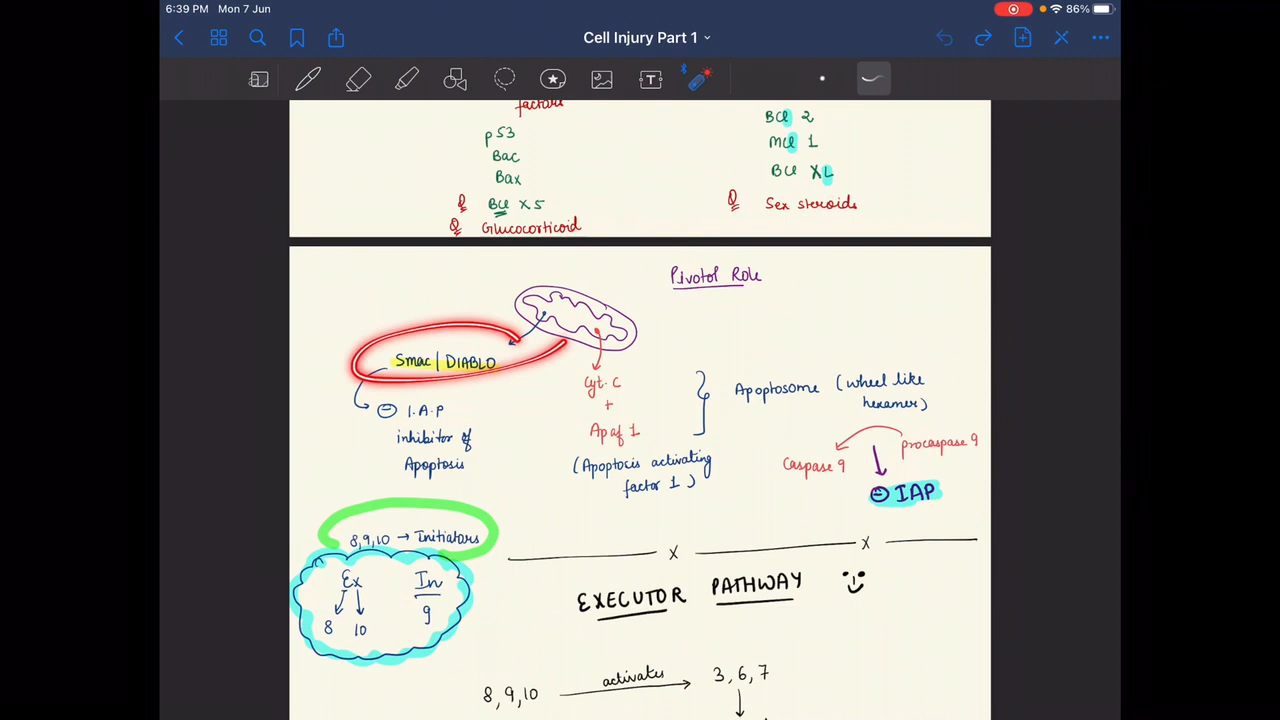 6:39 PM Mon 7 Jun
86%
Cell Injury Part 1
factors
p53
Bac
Bax
Q Bcl X5
Q Glucocorticoid
Bcl 2
Mcl 1
Bcl XL
Q Sex steroids
Pivotol Role
Smac | DIABLO
⊖ I.A.P
inhibitor of
Apoptosis
Cyt. C
+
Apaf 1
(Apoptocis activating
factor 1)
Apoptosome (wheel like
hexamer)
procaspase 9
Caspase 9
⊖ IAP
8,9,10 → Initiators
Ex In
8 10 9
X X
EXECUTOR PATHWAY
8,9,10 activates 3,6,7